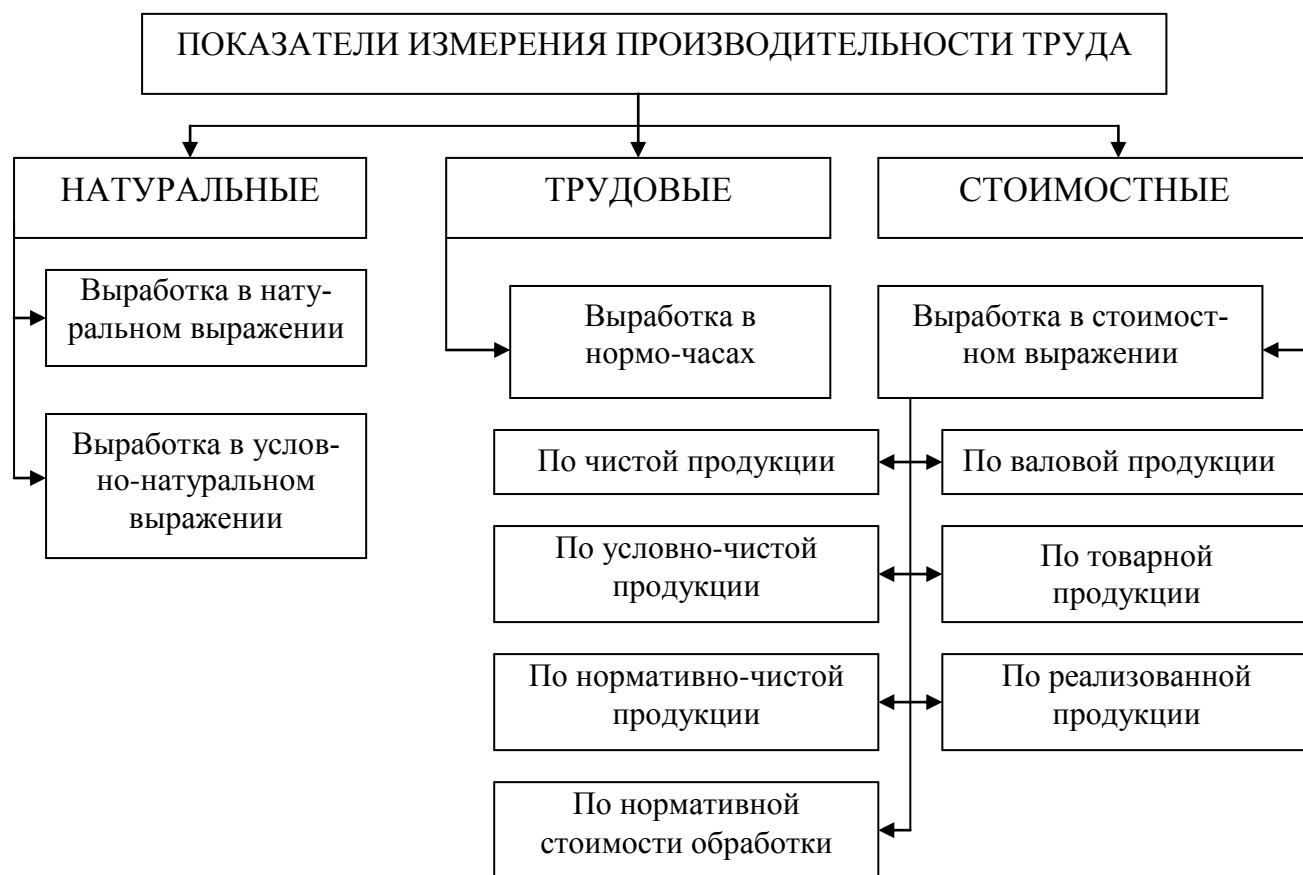 ПОКАЗАТЕЛИ ИЗМЕРЕНИЯ ПРОИЗВОДИТЕЛЬНОСТИ ТРУДА
НАТУРАЛЬНЫЕ
ТРУДОВЫЕ
СТОИМОСТНЫЕ
Выработка в нату-
ральном выражении
Выработка в
нормо-часах
Выработка в стоимост-
ном выражении
Выработка в услов-
но-натуральном
выражении
По чистой продукции
По валовой продукции
По условно-чистой
продукции
По товарной
продукции
По нормативно-чистой
продукции
По реализованной
продукции
По нормативной
стоимости обработки